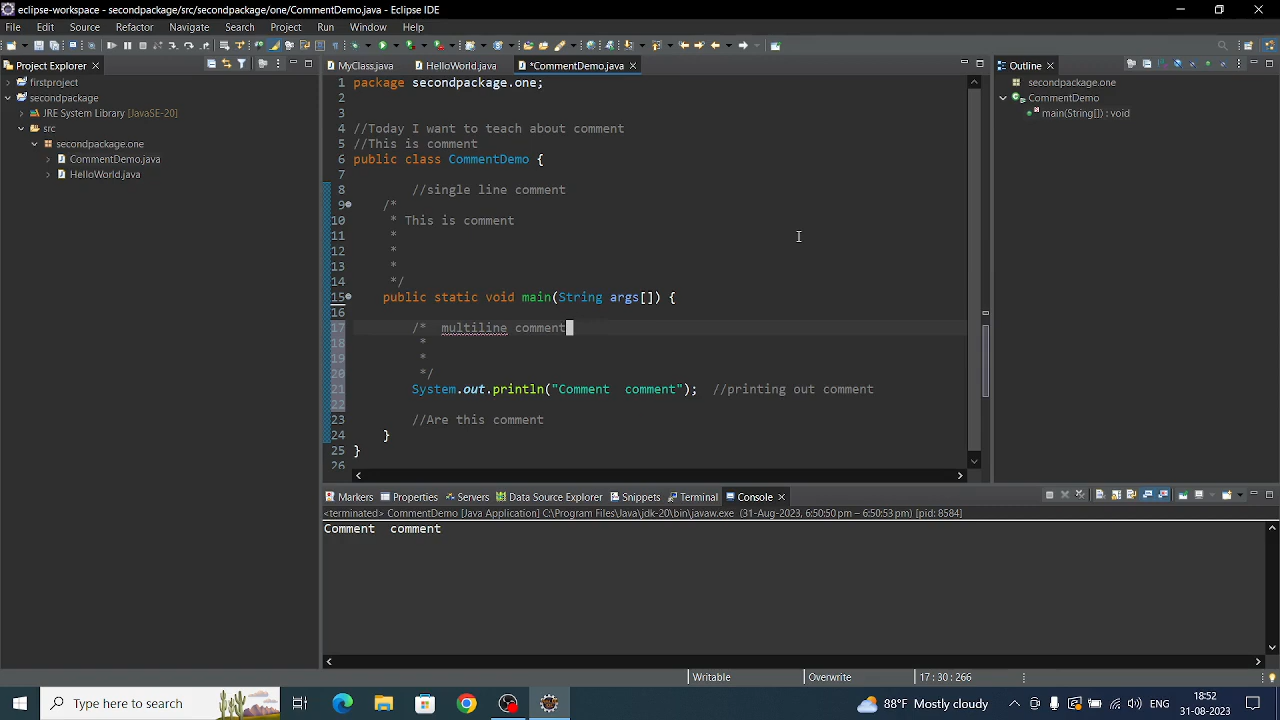 eclipse-workspace - secondpackage/src/secondpackage/one/CommentDemo.java - Eclipse IDE
File Edit Source Refactor Navigate Search Project Run Window Help
Project Explorer
MyClass.java HelloWorld.java *CommentDemo.java
Outline
firstproject
secondpackage
JRE System Library [JavaSE-20]
src
secondpackage.one
CommentDemo.java
HelloWorld.java
1 package secondpackage.one;
2
3
4 //Today I want to teach about comment
5 //This is comment
6 public class CommentDemo {
7
8 //single line comment
9 /*
10 * This is comment
11 *
12 *
13 *
14 */
15 public static void main(String args[]) {
16
17 /* multiline comment
18 *
19 *
20 */
21 System.out.println("Comment  comment"); //printing out comment
22
23 //Are this comment
24 }
25 }
26
secondpackage.one
CommentDemo
main(String[]) : void
Markers Properties Servers Data Source Explorer Snippets Terminal Console
<terminated> CommentDemo [Java Application] C:\Program Files\Java\jdk-20\bin\javaw.exe (31-Aug-2023, 6:50:50 pm – 6:50:53 pm) [pid: 8584]
Comment  comment
Writable Overwrite 17 : 30 : 266
Type here to search
88°F Mostly cloudy
ENG
18:52
31-08-2023